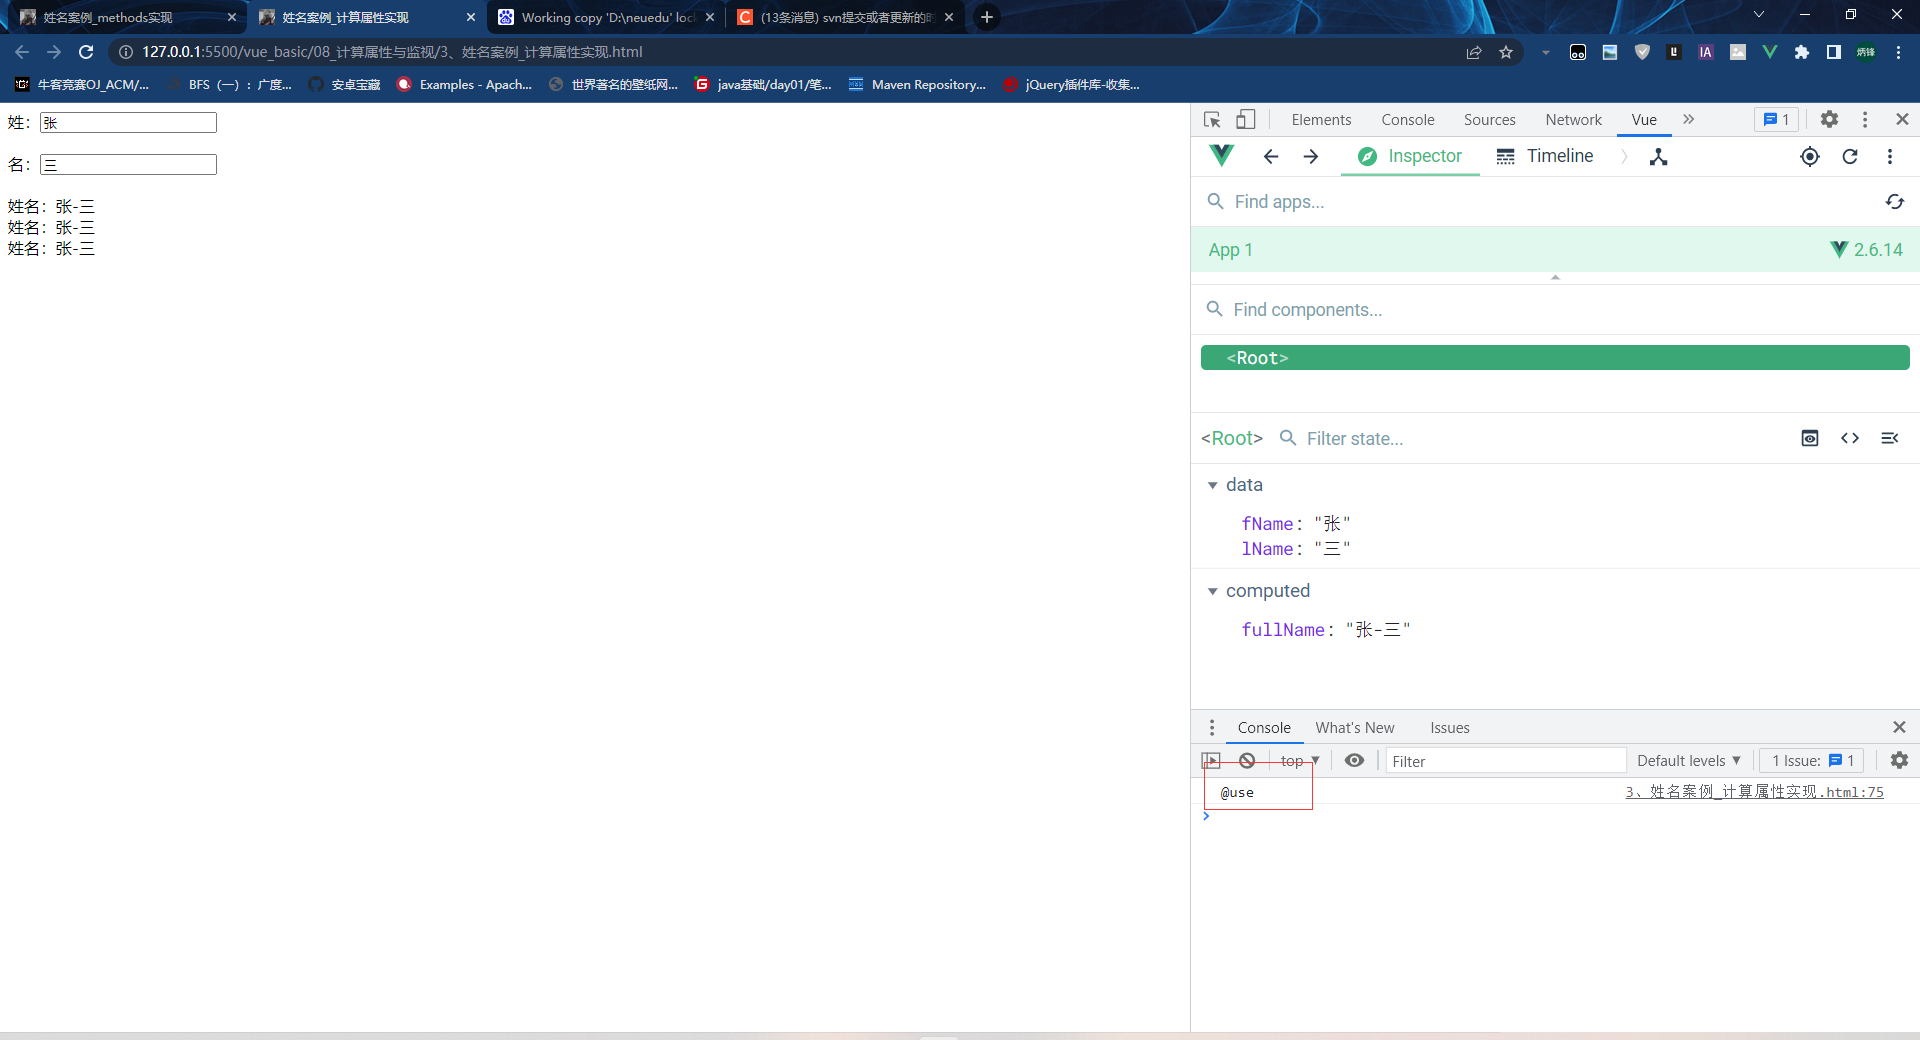 姓名案例_methods实现
姓名案例_计算属性实现
Working copy 'D:\neuedu' loc
(13条消息) svn提交或者更新的时
127.0.0.1:5500/vue_basic/08_计算属性与监视/3、姓名案例_计算属性实现.html
牛客竞赛OJ_ACM/...
BFS（一）：广度...
安卓宝藏
Examples - Apach...
世界著名的壁纸网...
java基础/day01/笔...
Maven Repository...
jQuery插件库-收集...
IA
炳锋
姓：张
名：三
姓名：张-三
姓名：张-三
姓名：张-三
Elements
Console
Sources
Network
Vue
1
Inspector
Timeline
Find apps...
App 1
2.6.14
Find components...
<Root>
<Root>
Filter state...
data
fName: "张"
lName: "三"
computed
fullName: "张-三"
Console
What's New
Issues
top
Filter
Default levels
1 Issue:
1
@use
3、姓名案例_计算属性实现.html:75